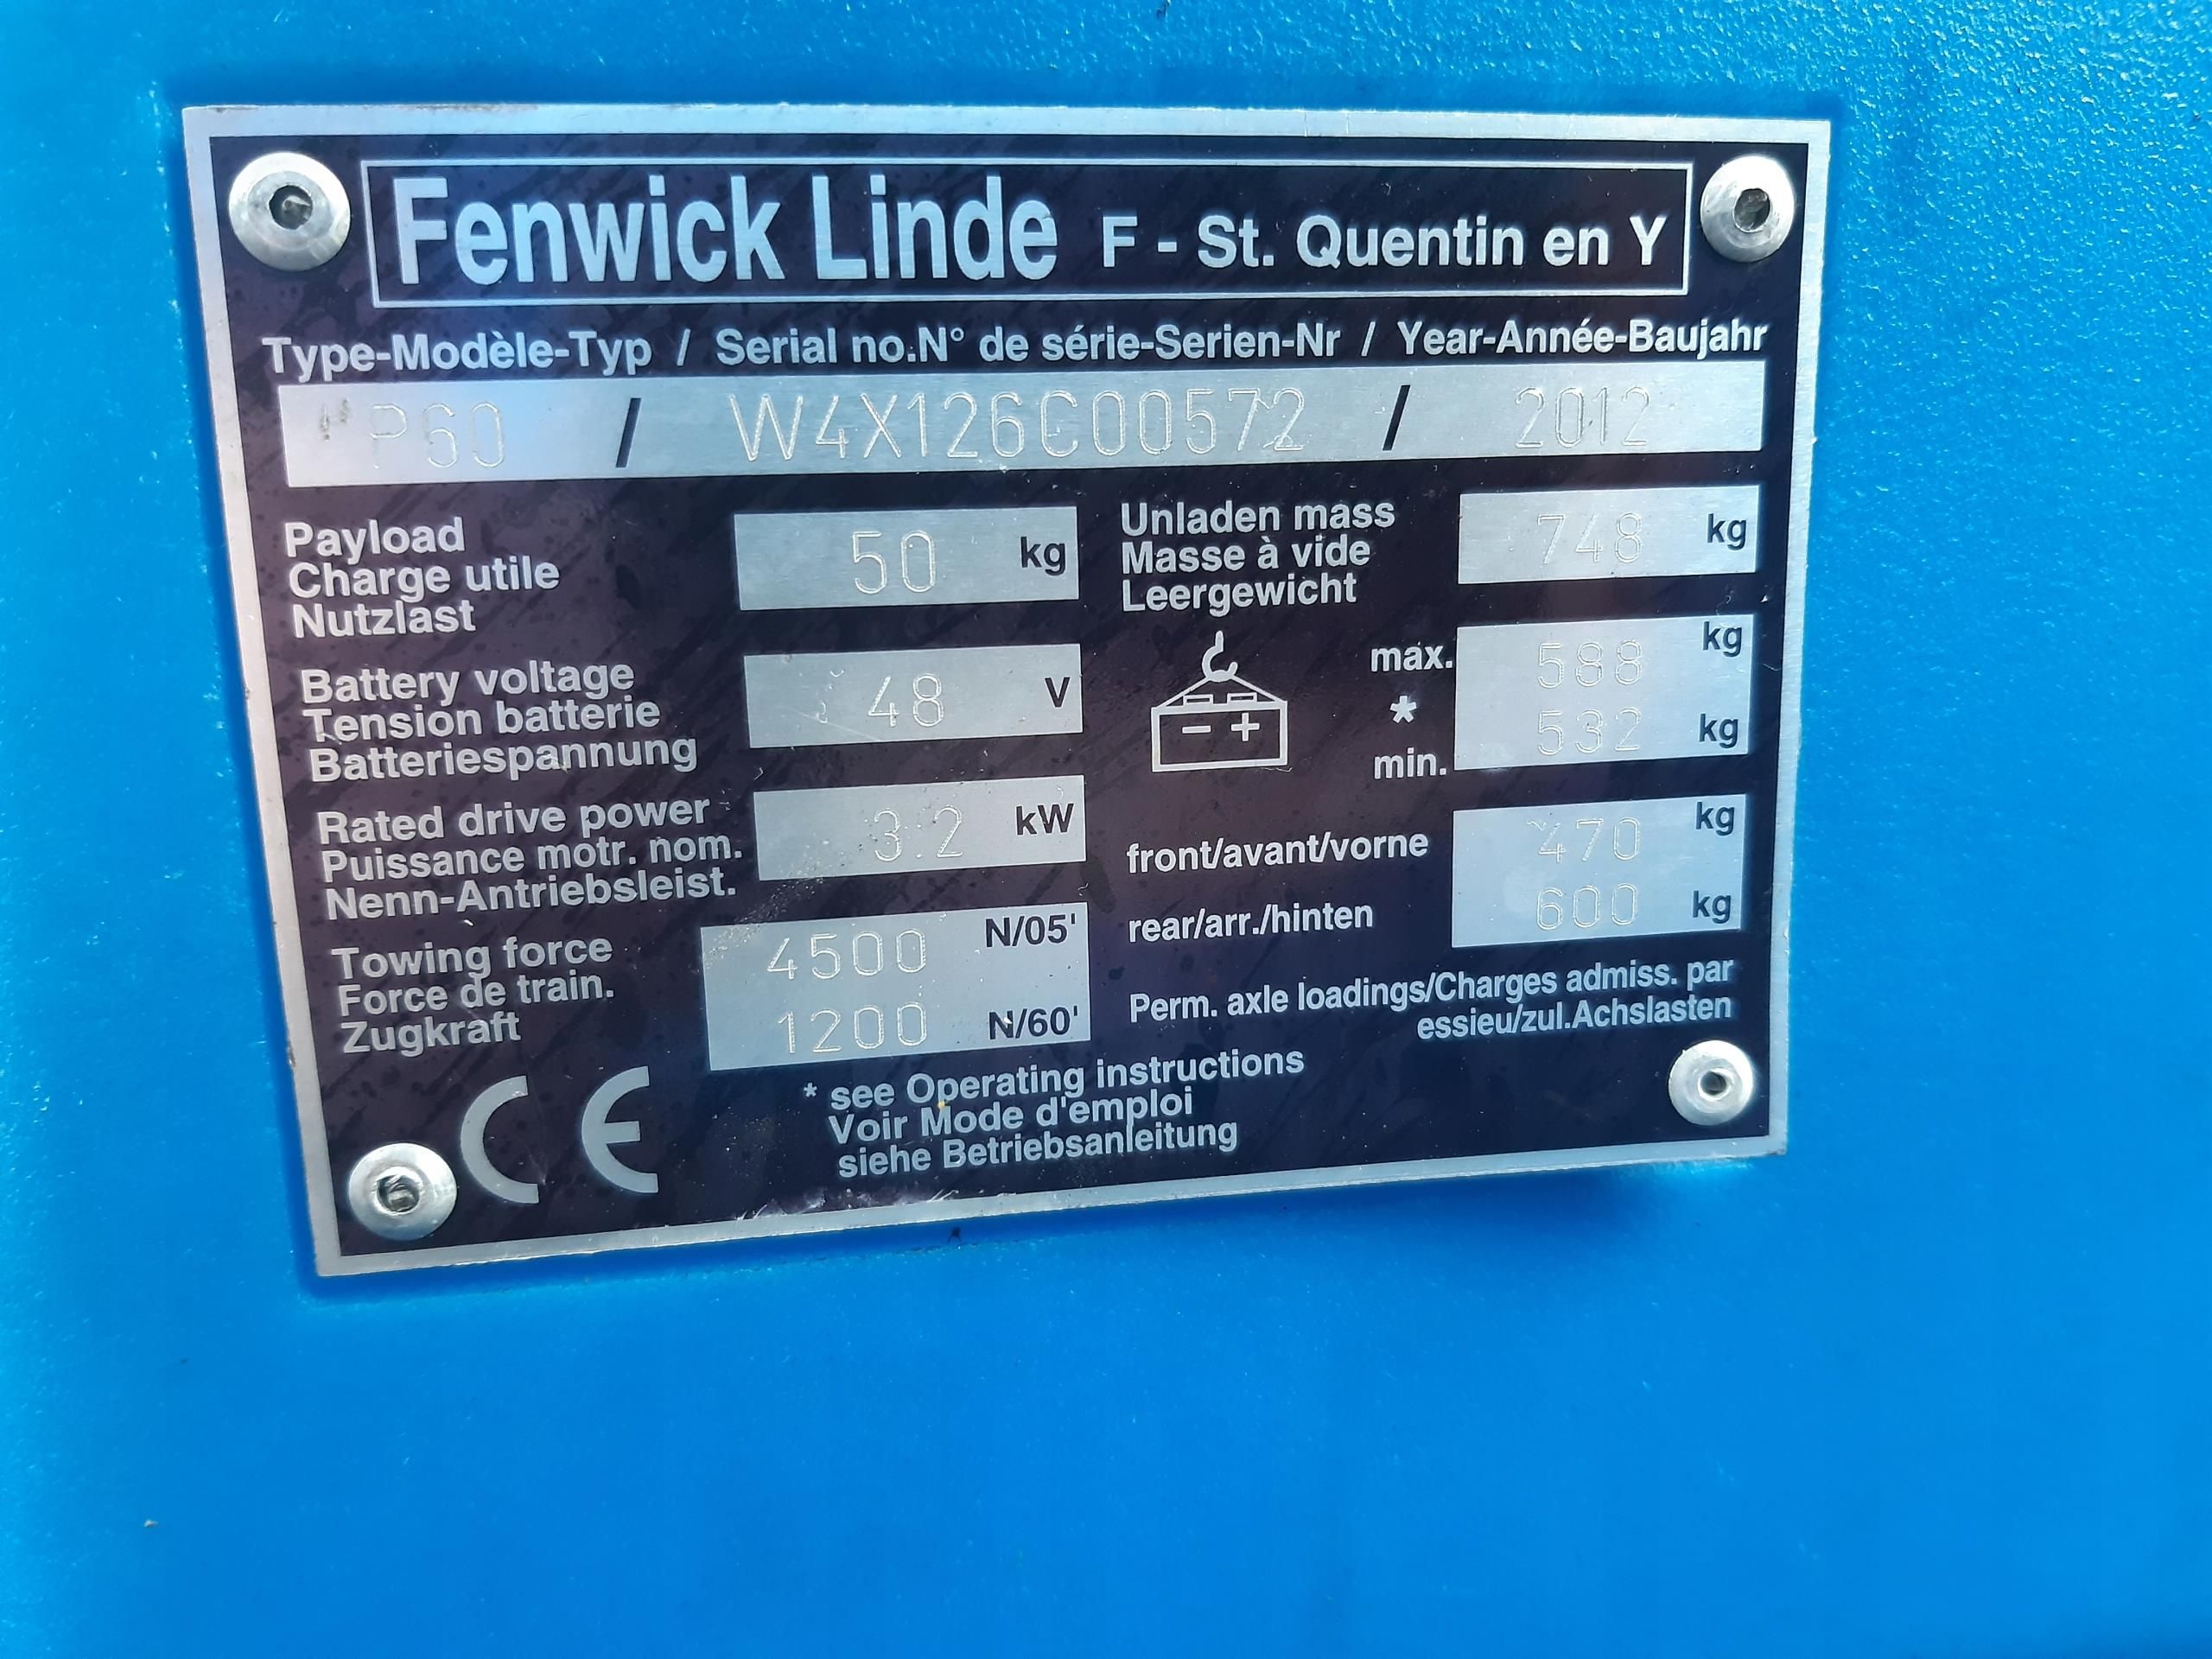 Fenwick Linde F - St. Quentin en Y
Type-Modèle-Typ / Serial no.N° de série-Serien-Nr / Year-Année-Baujahr
P60 / W4X126C00572 / 2012
Payload
Charge utile
Nutzlast
50 kg
Unladen mass
Masse à vide
Leergewicht
748 kg
Battery voltage
Tension batterie
Batteriespannung
48 V
- +
max. 588 kg
*
min. 532 kg
Rated drive power
Puissance motr. nom.
Nenn-Antriebsleist.
3.2 kW
front/avant/vorne 470 kg
rear/arr./hinten 600 kg
Towing force
Force de train.
Zugkraft
4500 N/05'
1200 N/60'
Perm. axle loadings/Charges admiss. par
essieu/zul.Achslasten
CE
* see Operating instructions
Voir Mode d'emploi
siehe Betriebsanleitung